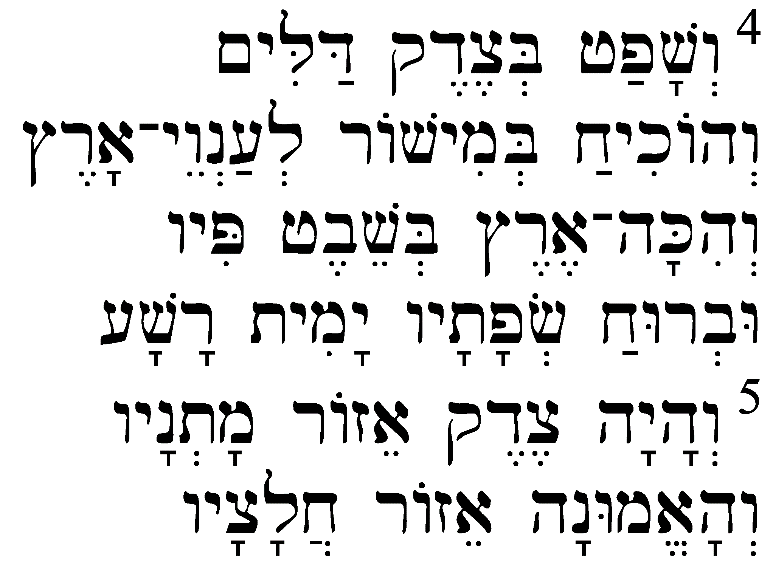 4 וְשָׁפַט בְּצֶדֶק דַּלִּים
וְהוֹכִיחַ בְּמִישׁוֹר לְעַנְוֵי־אָרֶץ
וְהִכָּה־אֶרֶץ בְּשֵׁבֶט פִּיו
וּבְרוּחַ שְׂפָתָיו יָמִית רָשָׁע
5 וְהָיָה צֶדֶק אֵזוֹר מָתְנָיו
וְהָאֱמוּנָה אֵזוֹר חֲלָצָיו